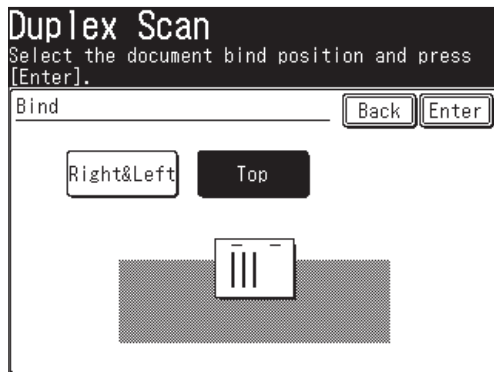 Duplex Scan
Select the document bind position and press
[Enter].
Bind
Back Enter
Right&Left Top